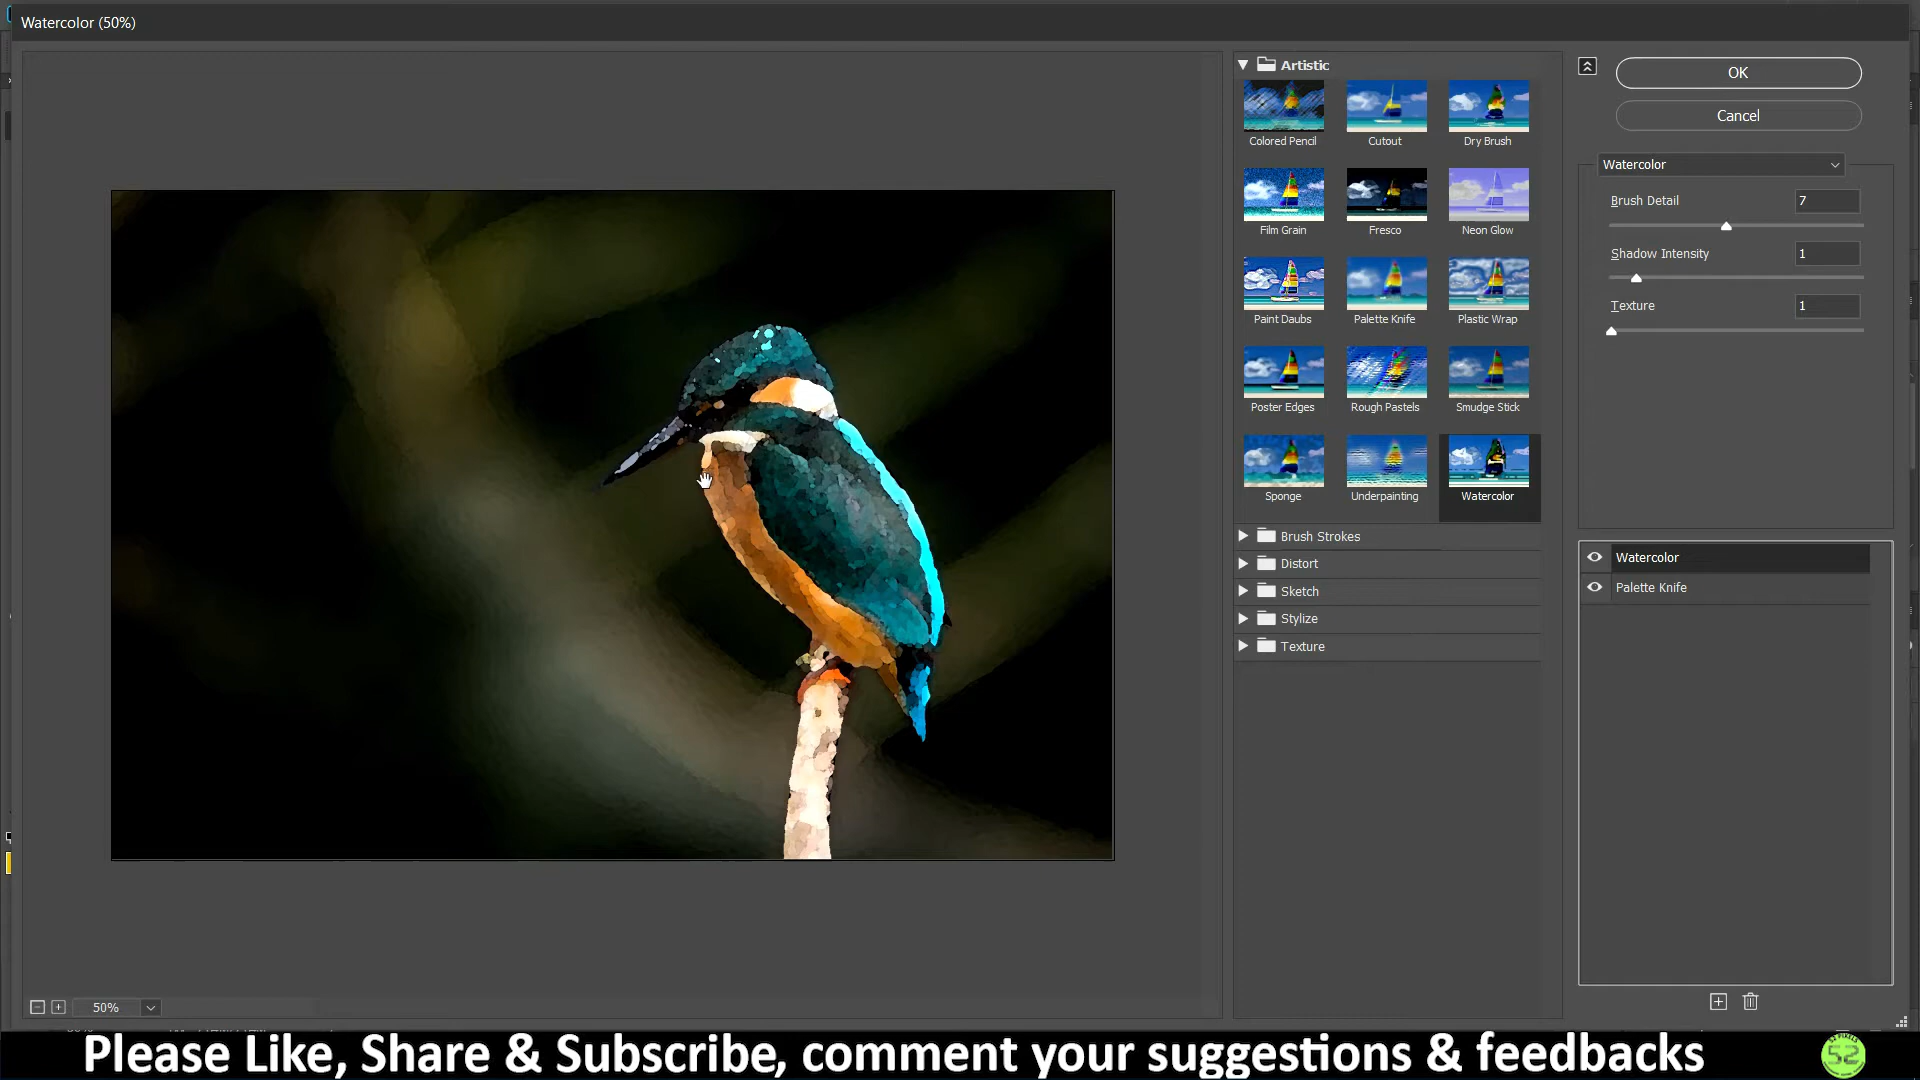 Watercolor (50%)
Artistic
Colored Pencil
Cutout
Dry Brush
Film Grain
Fresco
Neon Glow
Paint Daubs
Palette Knife
Plastic Wrap
Poster Edges
Rough Pastels
Smudge Stick
Sponge
Underpainting
Watercolor
Brush Strokes
Distort
Sketch
Stylize
Texture
OK
Cancel
Watercolor
Brush Detail 7
Shadow Intensity 1
Texture 1
Watercolor
Palette Knife
50%
Please Like, Share & Subscribe, comment your suggestions & feedbacks
52